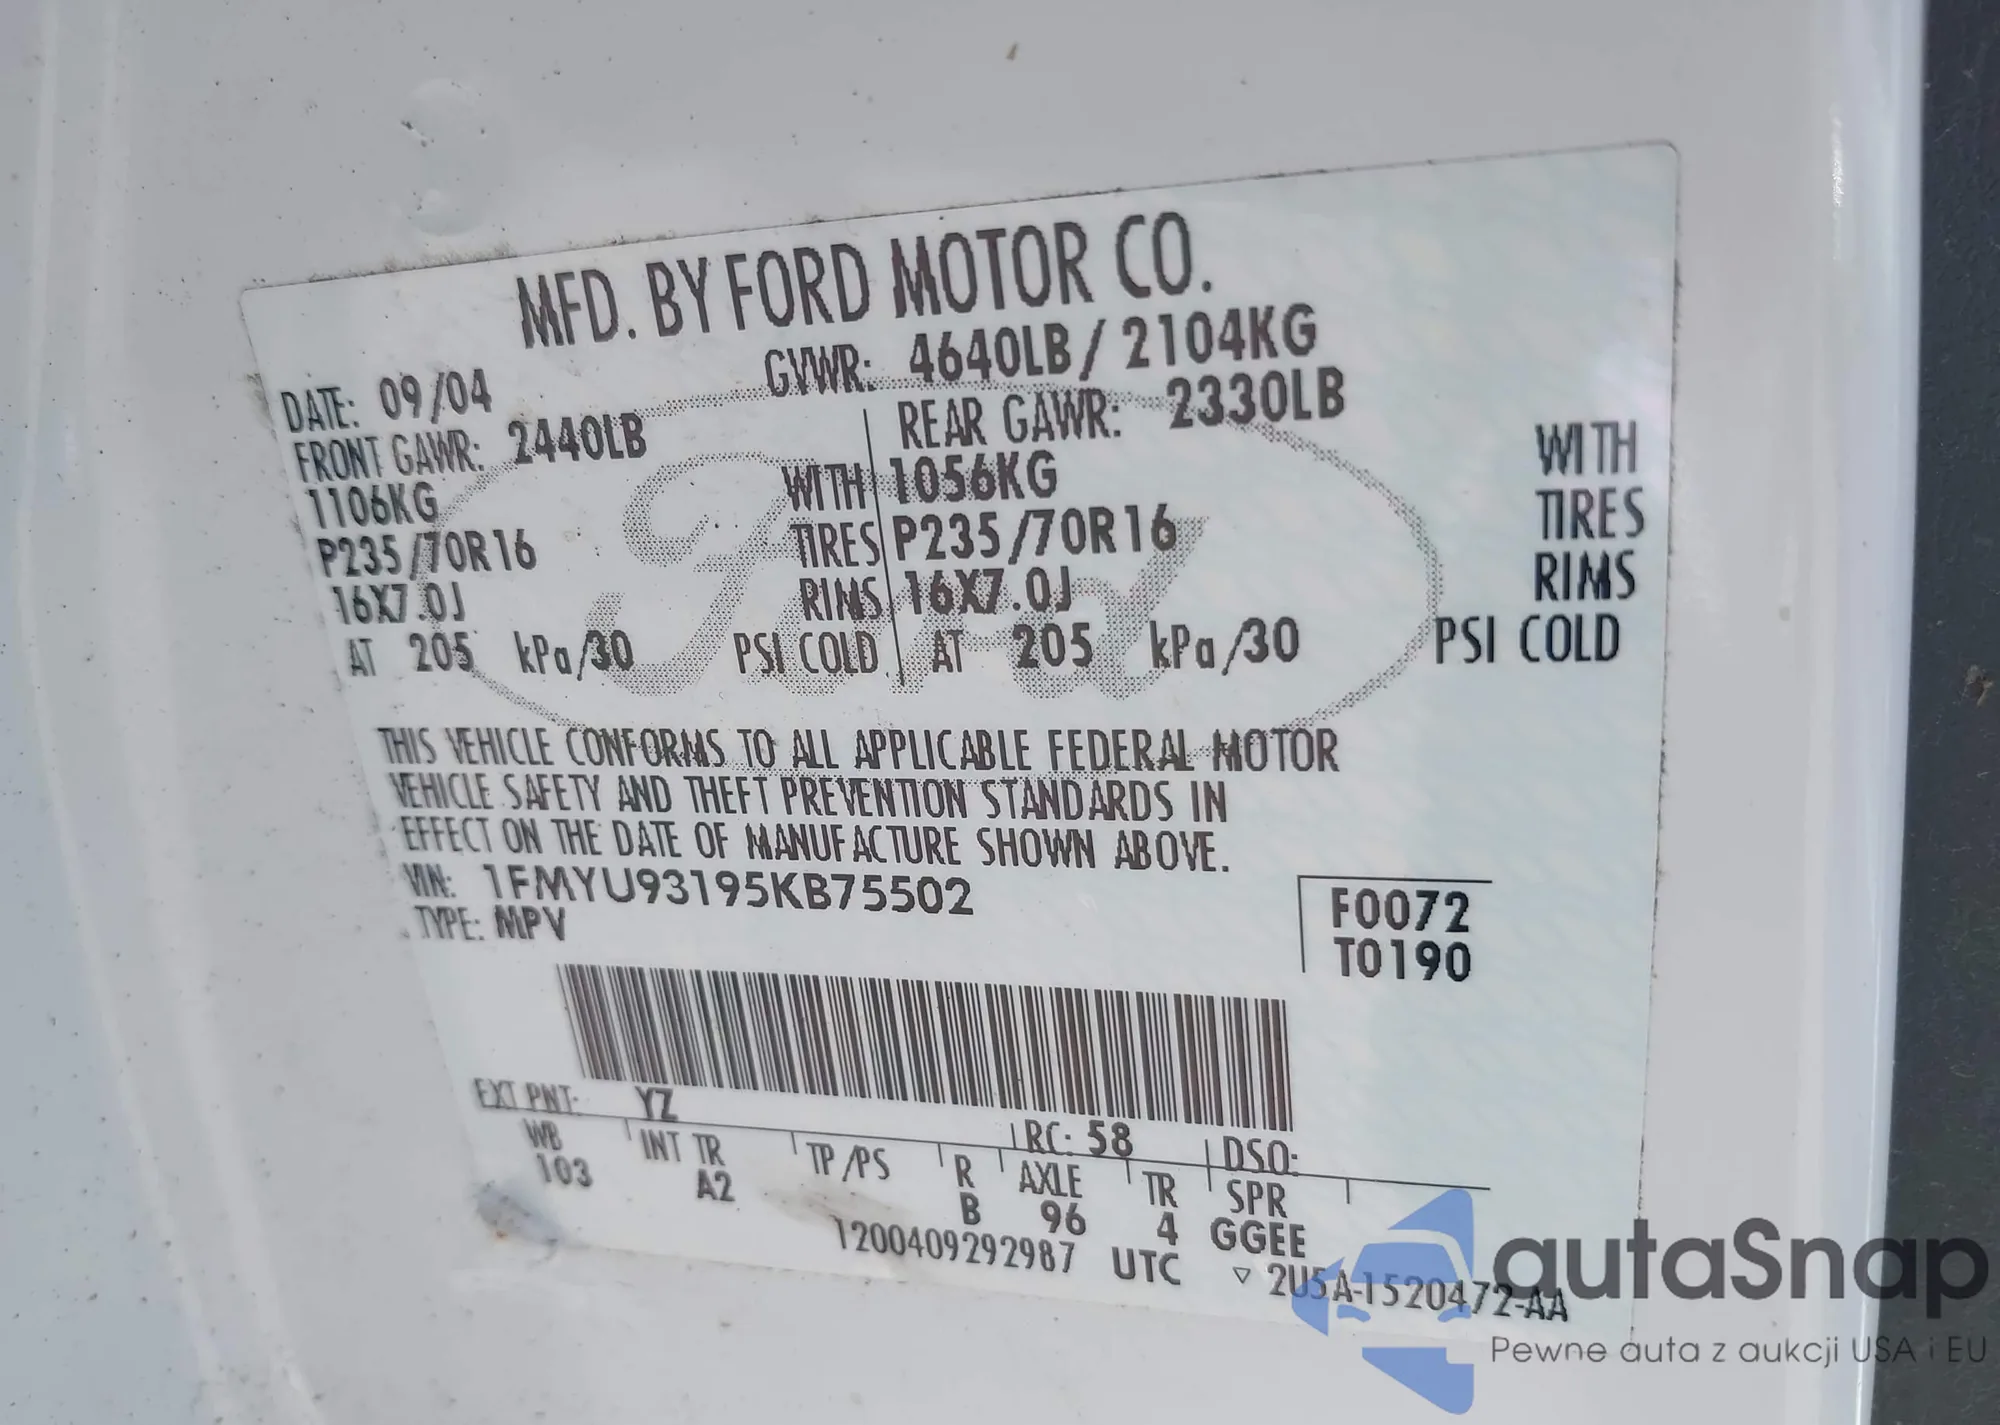 MFD. BY FORD MOTOR CO.
DATE: 09/04 GVWR: 4640LB / 2104KG
FRONT GAWR: 2440LB REAR GAWR: 2330LB
1106KG WITH 1056KG WITH
P235/70R16 TIRES P235/70R16 TIRES
16X7.0J RIMS 16X7.0J RIMS
AT 205 kPa/30 PSI COLD AT 205 kPa/30 PSI COLD
Ford
THIS VEHICLE CONFORMS TO ALL APPLICABLE FEDERAL MOTOR
VEHICLE SAFETY AND THEFT PREVENTION STANDARDS IN
EFFECT ON THE DATE OF MANUFACTURE SHOWN ABOVE.
VIN: 1FMYU93195KB75502 F0072
TYPE: MPV T0190
EXT PNT: YZ RC: 58 DSO:
WB INT TR TP/PS R AXLE TR SPR
103 A2 B 96 4 GGEE
1200409292987 UTC ▽ 2U5A-1520472-AA
autaSnap
Pewne auta z aukcji USA i EU